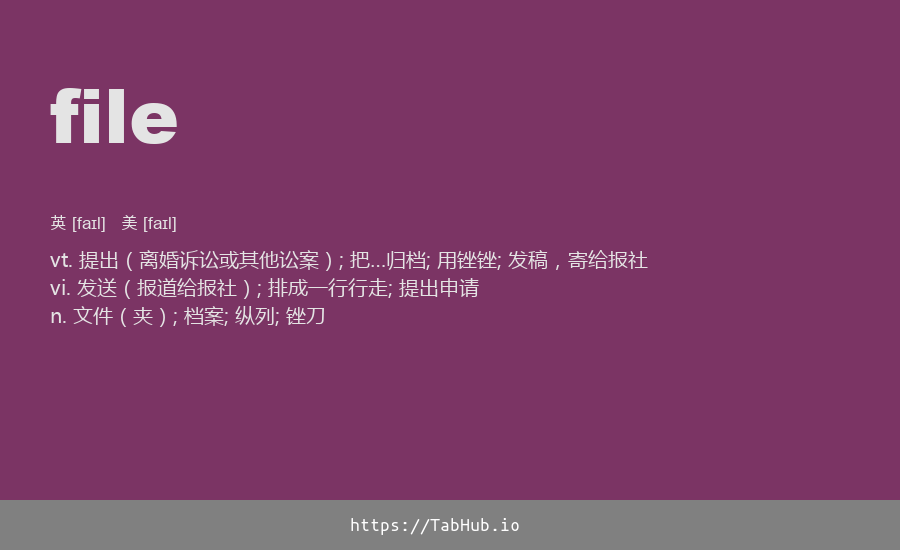 file
英 [faɪl] 美 [faɪl]
vt. 提出（离婚诉讼或其他讼案）; 把…归档; 用锉锉; 发稿，寄给报社
vi. 发送（报道给报社）; 排成一行行走; 提出申请
n. 文件（夹）; 档案; 纵列; 锉刀
https://TabHub.io